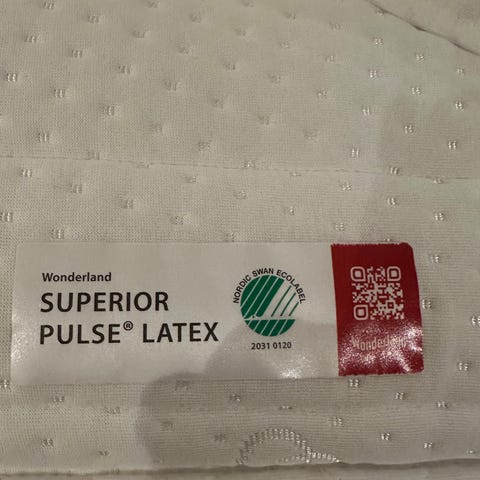 Wonderland
SUPERIOR
PULSE® LATEX
NORDIC SWAN ECOLABEL
2031 0120
Wonderland